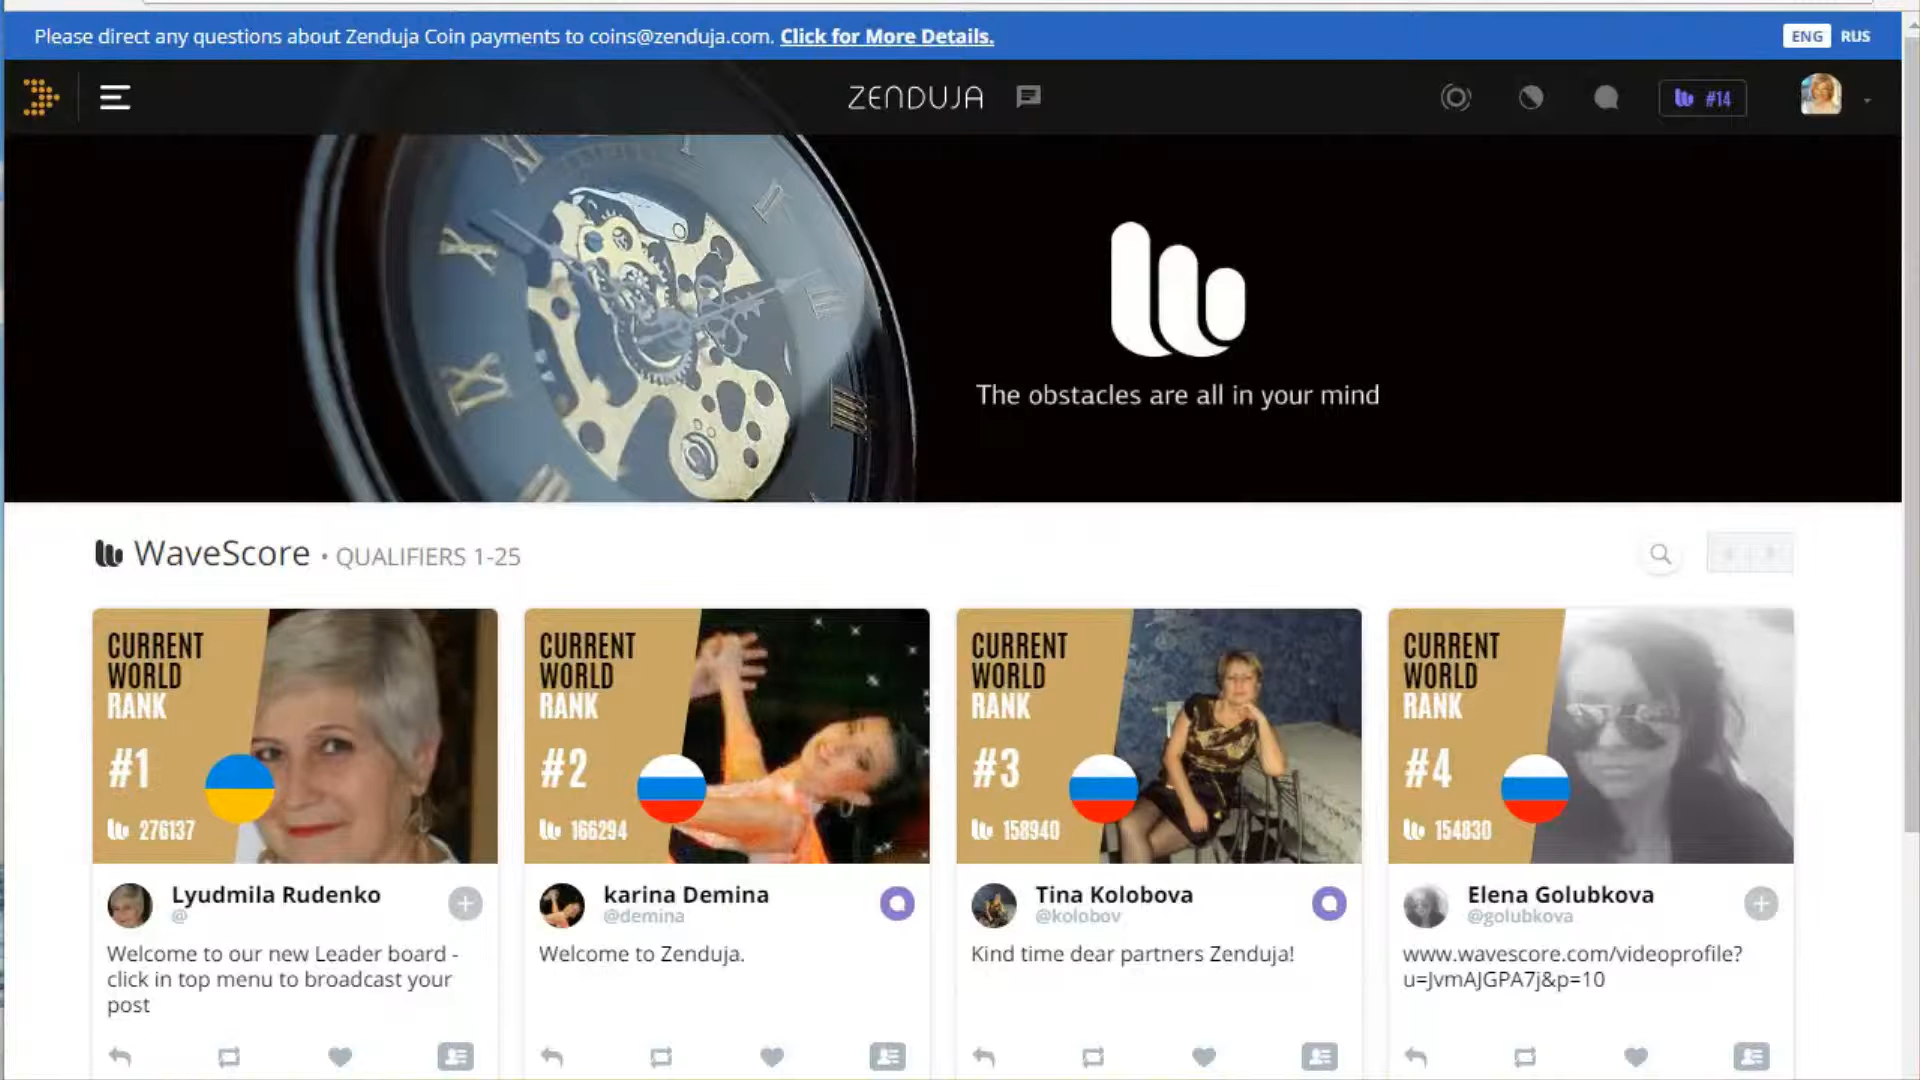 Please direct any questions about Zenduja Coin payments to coins@zenduja.com. Click for More Details.
ENG RUS
ZENDUJA
#14
The obstacles are all in your mind
WaveScore • QUALIFIERS 1-25
CURRENT
WORLD
RANK
#1
276137
CURRENT
WORLD
RANK
#2
166294
CURRENT
WORLD
RANK
#3
158940
CURRENT
WORLD
RANK
#4
154830
Lyudmila Rudenko
@
Welcome to our new Leader board -
click in top menu to broadcast your
post
karina Demina
@demina
Welcome to Zenduja.
Tina Kolobova
@kolobov
Kind time dear partners Zenduja!
Elena Golubkova
@golubkova
www.wavescore.com/videoprofile?
u=JvmAJGPA7j&p=10